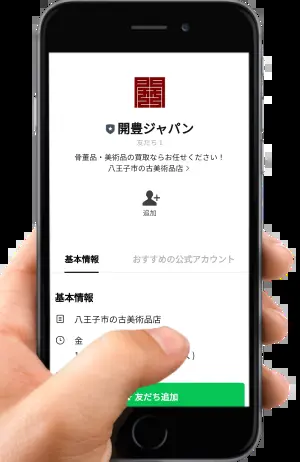 開豊ジャパン
友だち 1
骨董品・美術品の買取ならお任せください！
八王子市の古美術品店
追加
基本情報 おすすめの公式アカウント
基本情報
八王子市の古美術品店
金
友だち追加